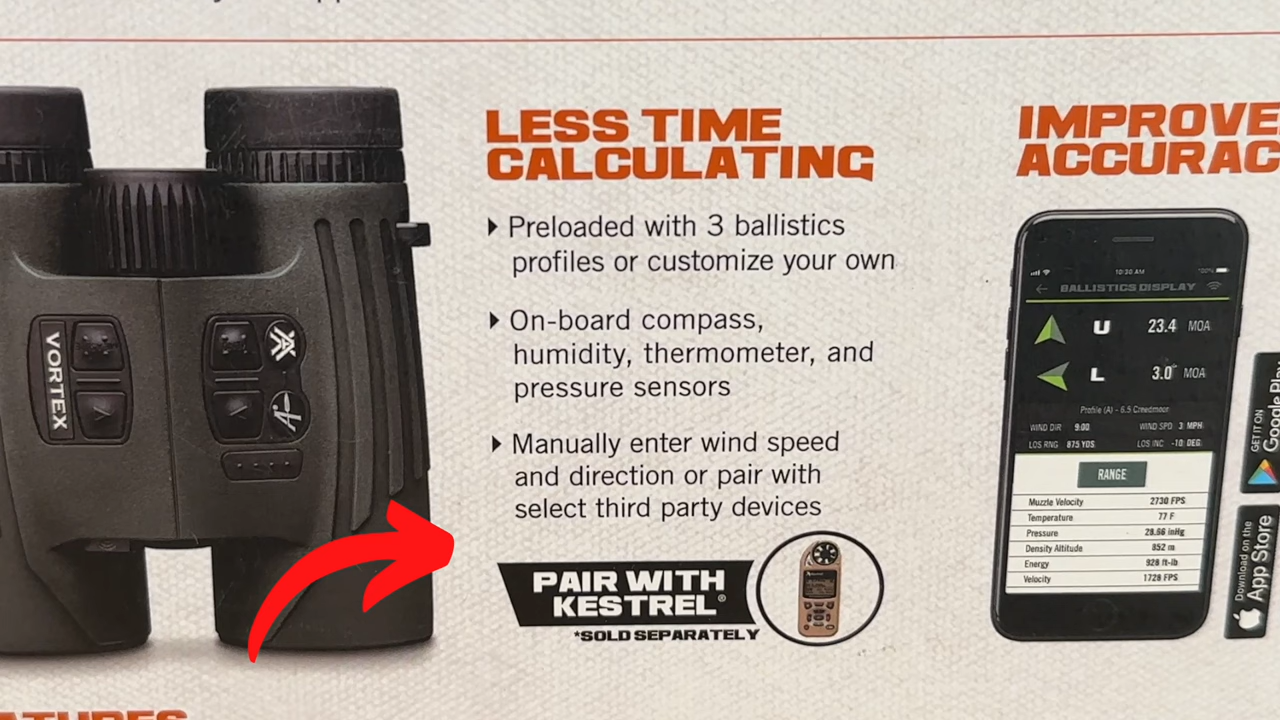 LESS TIME
CALCULATING
Preloaded with 3 ballistics
profiles or customize your own
On-board compass,
humidity, thermometer, and
pressure sensors
Manually enter wind speed
and direction or pair with
select third party devices
PAIR WITH
KESTREL®
*SOLD SEPARATELY
VORTEX
IMPROVE
ACCURAC
10:30 AM
100%
BALLISTICS DISPLAY
U 23.4 MOA
L 3.0 MOA
Profile (A) - 6.5 Creedmoor
WIND DIR 9:00 WIND SPD 3 MPH
LOS RNG 875 YDS LOS INC -10 DEG
RANGE
Muzzle Velocity 2730 FPS
Temperature 77 F
Pressure 28.66 inHg
Density Altitude 852 m
Energy 928 ft-lb
Velocity 1728 FPS
GET IT ON
Google Play
Download on the
App Store